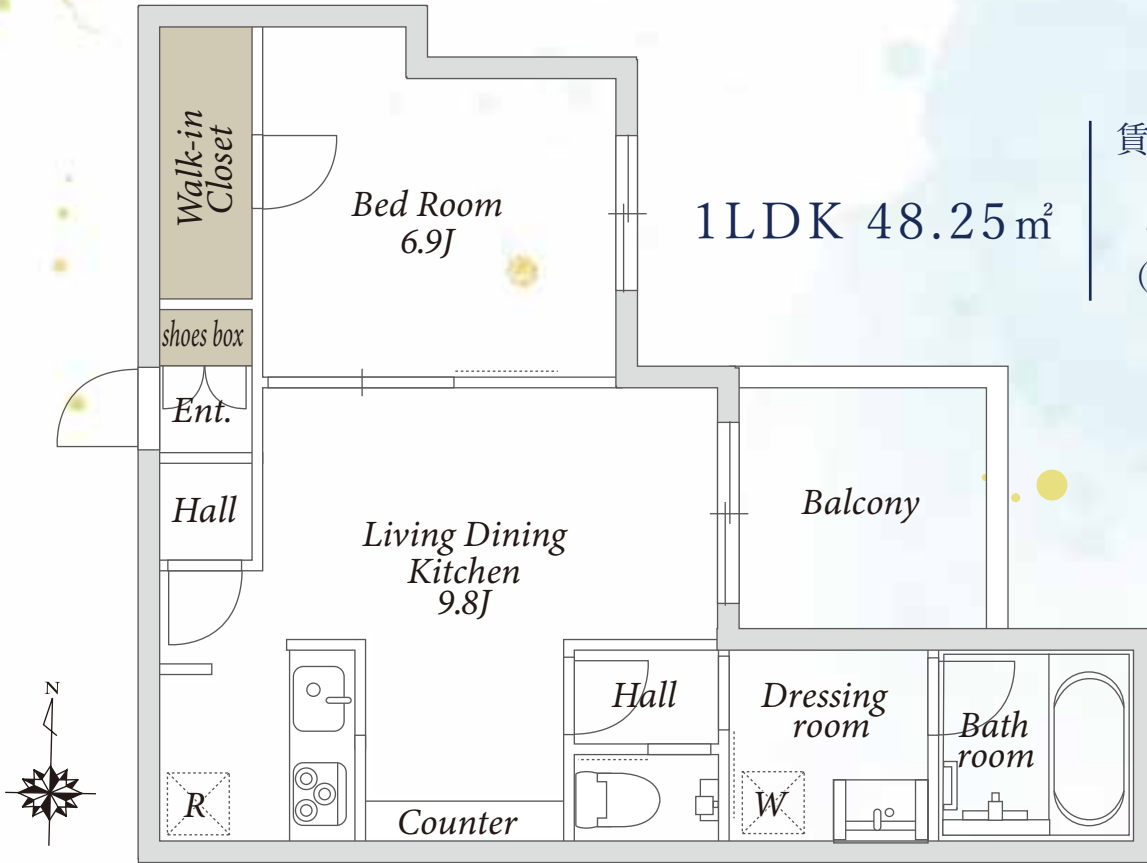 Walk-in
Closet
Bed Room
6.9J
1LDK 48.25㎡
賃
(
shoes box
Ent.
Hall
Living Dining
Kitchen
9.8J
Balcony
Hall
Dressing
room
Bath
room
N
R
W
Counter